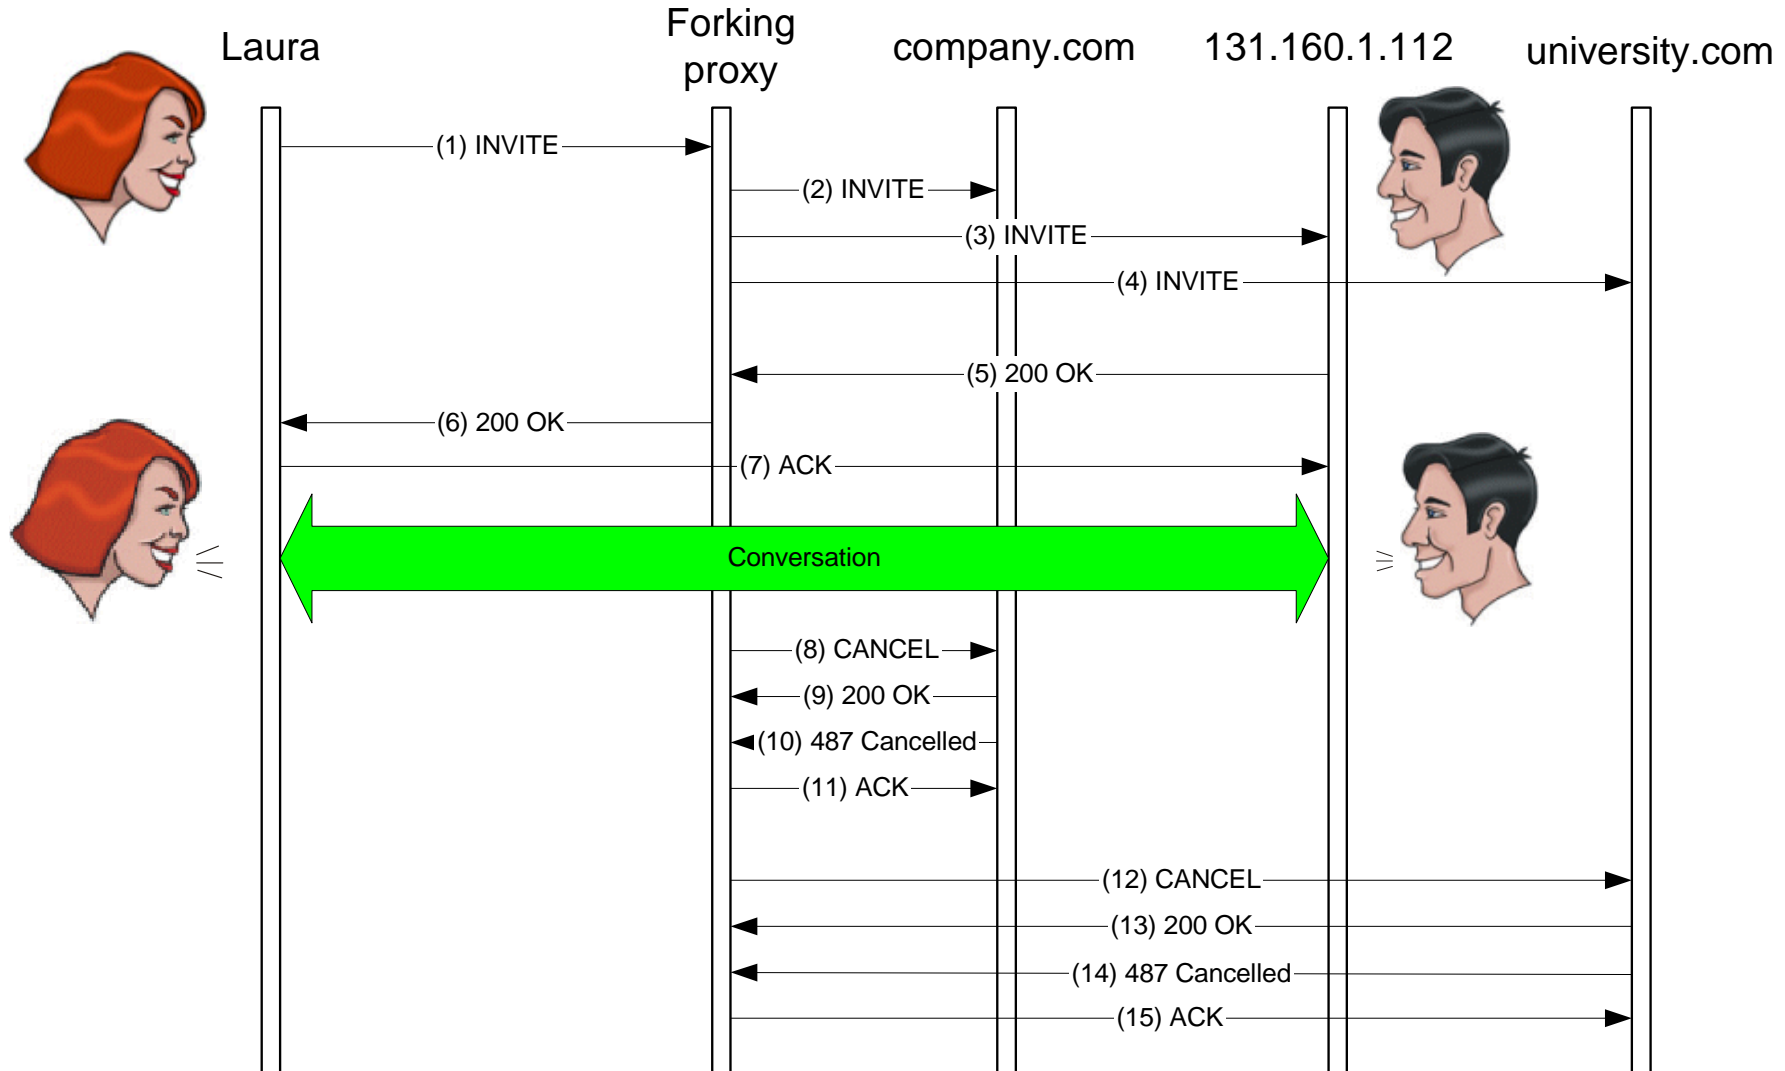 Laura
Forking
proxy
company.com
131.160.1.112
university.com
(1) INVITE
(2) INVITE
(3) INVITE
(4) INVITE
(5) 200 OK
(6) 200 OK
(7) ACK
Conversation
(8) CANCEL
(9) 200 OK
(10) 487 Cancelled
(11) ACK
(12) CANCEL
(13) 200 OK
(14) 487 Cancelled
(15) ACK